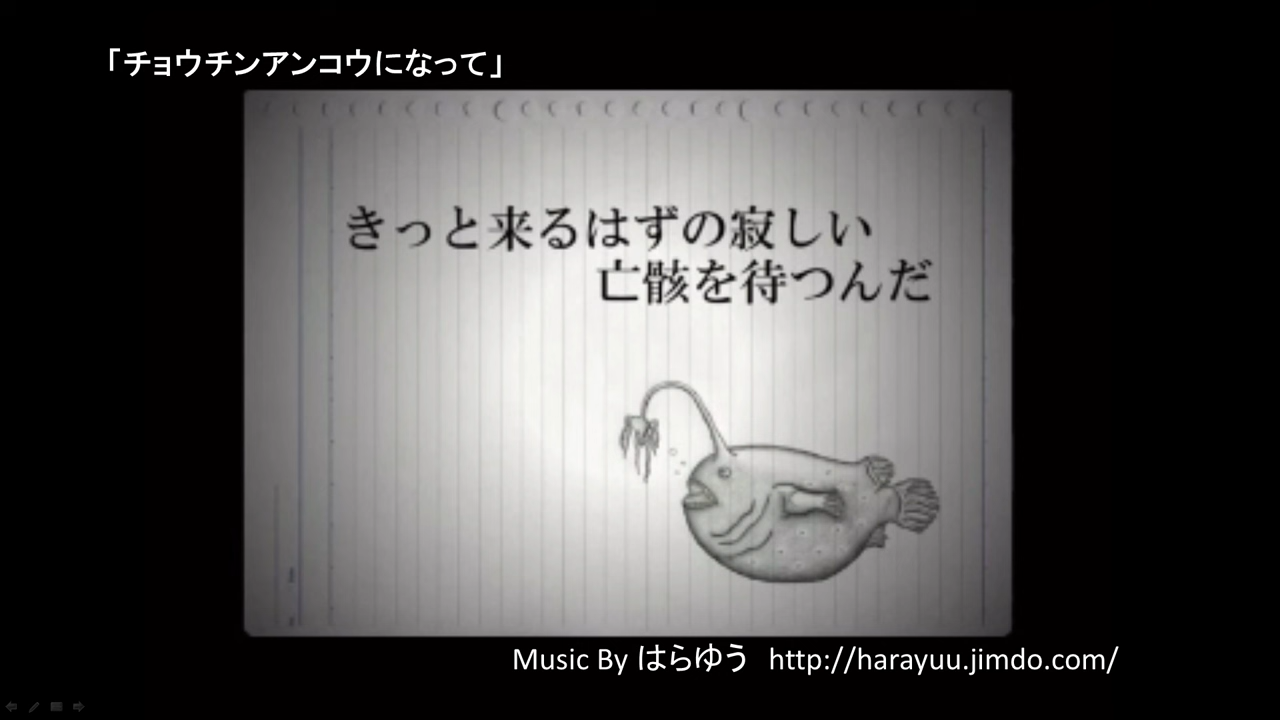 「チョウチンアンコウになって」
きっと来るはずの寂しい
亡骸を待つんだ
Music By はらゆう http://harayuu.jimdo.com/